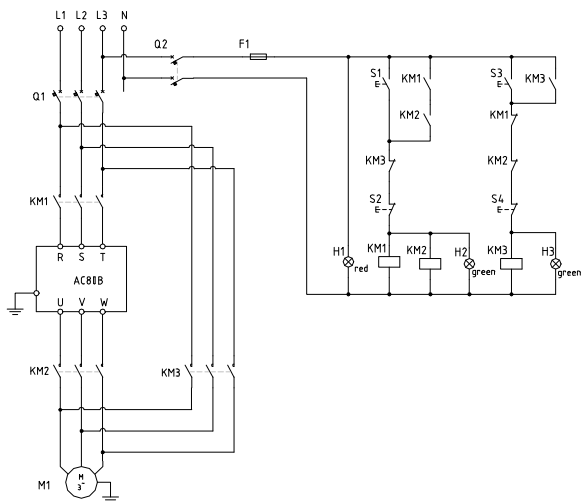 L1 L2 L3 N
Q2 F1
Q1
S1 KM1 S3 KM3
KM2 KM1
KM3 KM2
KM1 S2 S4
R S T
H1 red KM1 KM2 H2 green KM3 H3 green
AC80B
U V W
KM2 KM3
M1 M 3~